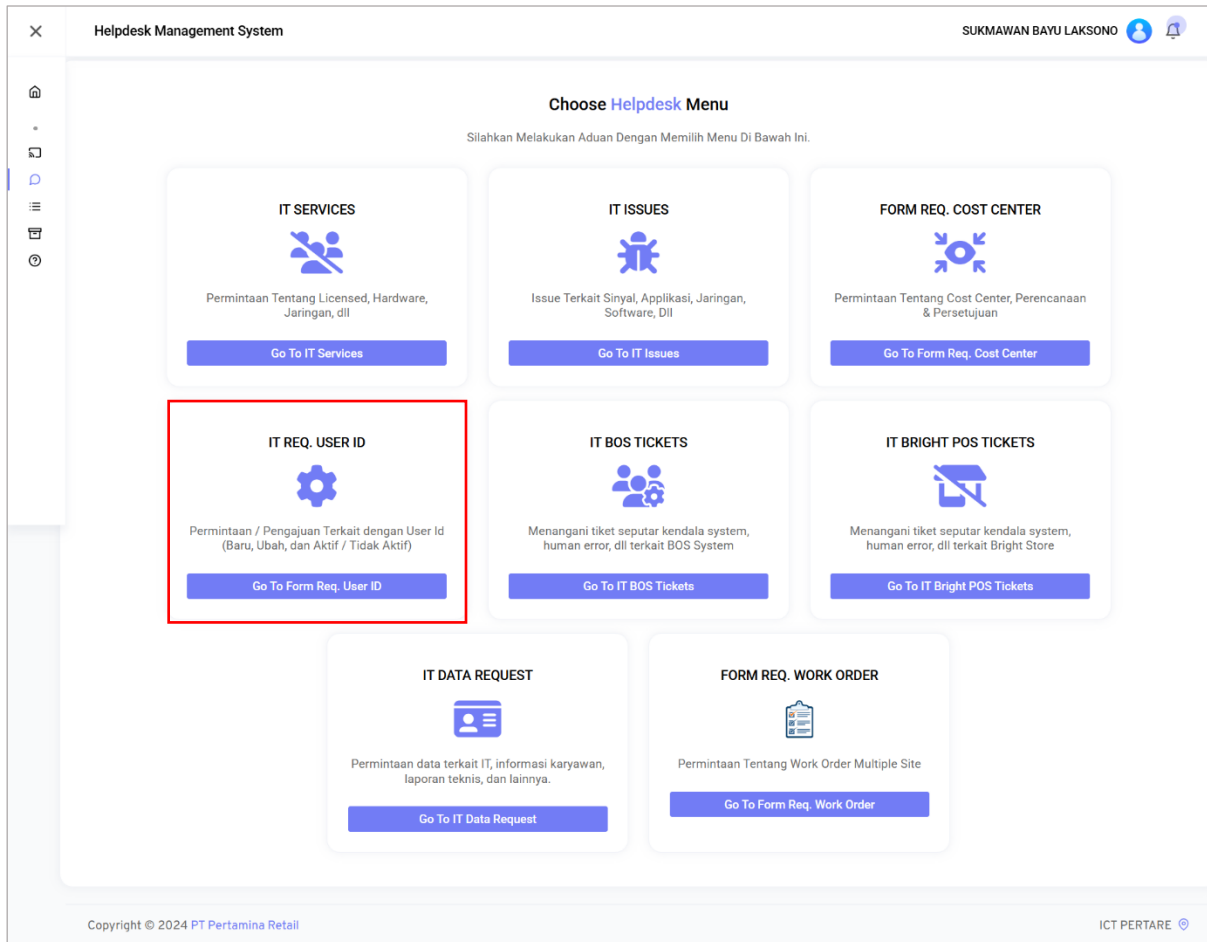 Helpdesk Management System
SUKMAWAN BAYU LAKSONO
Choose Helpdesk Menu
Silahkan Melakukan Aduan Dengan Memilih Menu Di Bawah Ini.
IT SERVICES
Permintaan Tentang Licensed, Hardware,
Jaringan, dll
Go To IT Services
IT ISSUES
Issue Terkait Sinyal, Applikasi, Jaringan,
Software, Dll
Go To IT Issues
FORM REQ. COST CENTER
Permintaan Tentang Cost Center, Perencanaan
& Persetujuan
Go To Form Req. Cost Center
IT REQ. USER ID
Permintaan / Pengajuan Terkait dengan User Id
(Baru, Ubah, dan Aktif / Tidak Aktif)
Go To Form Req. User ID
IT BOS TICKETS
Menangani tiket seputar kendala system,
human error, dll terkait BOS System
Go To IT BOS Tickets
IT BRIGHT POS TICKETS
Menangani tiket seputar kendala system,
human error, dll terkait Bright Store
Go To IT Bright POS Tickets
IT DATA REQUEST
Permintaan data terkait IT, informasi karyawan,
laporan teknis, dan lainnya.
Go To IT Data Request
FORM REQ. WORK ORDER
Permintaan Tentang Work Order Multiple Site
Go To Form Req. Work Order
Copyright © 2024 PT Pertamina Retail
ICT PERTARE